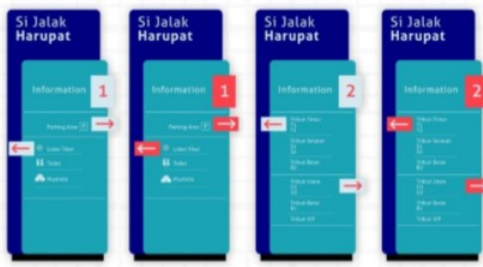 Si Jalak
Harupat
Information 1
Parking Area P
Loket Tiket
Toilet
Mushola
Si Jalak
Harupat
Information 1
Parking Area P
Loket Tiket
Toilet
Mushola
Si Jalak
Harupat
Information 2
Tribun Timur
Tribun Selatan
Tribun Barat
Tribun Utara
Tribun Barat
Tribun VIP
Si Jalak
Harupat
Information 2
Tribun Timur
Tribun Selatan
Tribun Barat
Tribun Utara
Tribun Barat
Tribun VIP